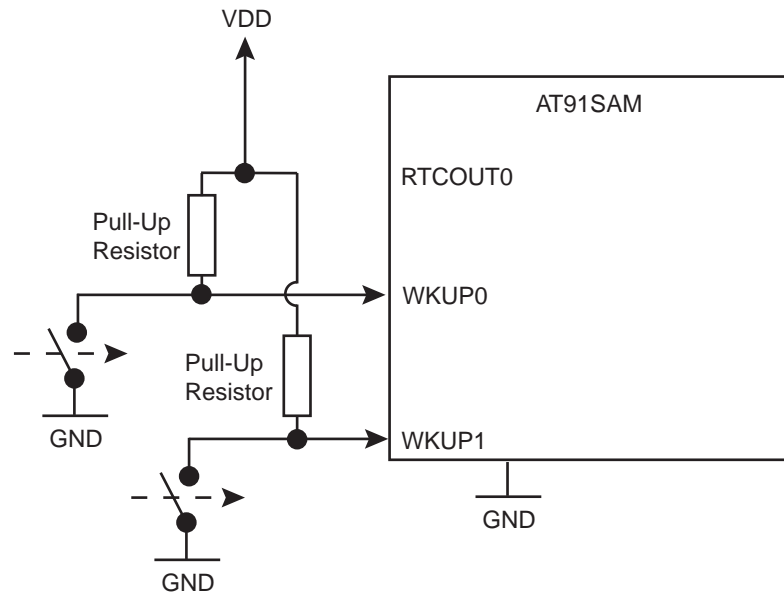 VDD
AT91SAM
RTCOUT0
Pull-Up
Resistor
WKUP0
Pull-Up
Resistor
GND
WKUP1
GND
GND